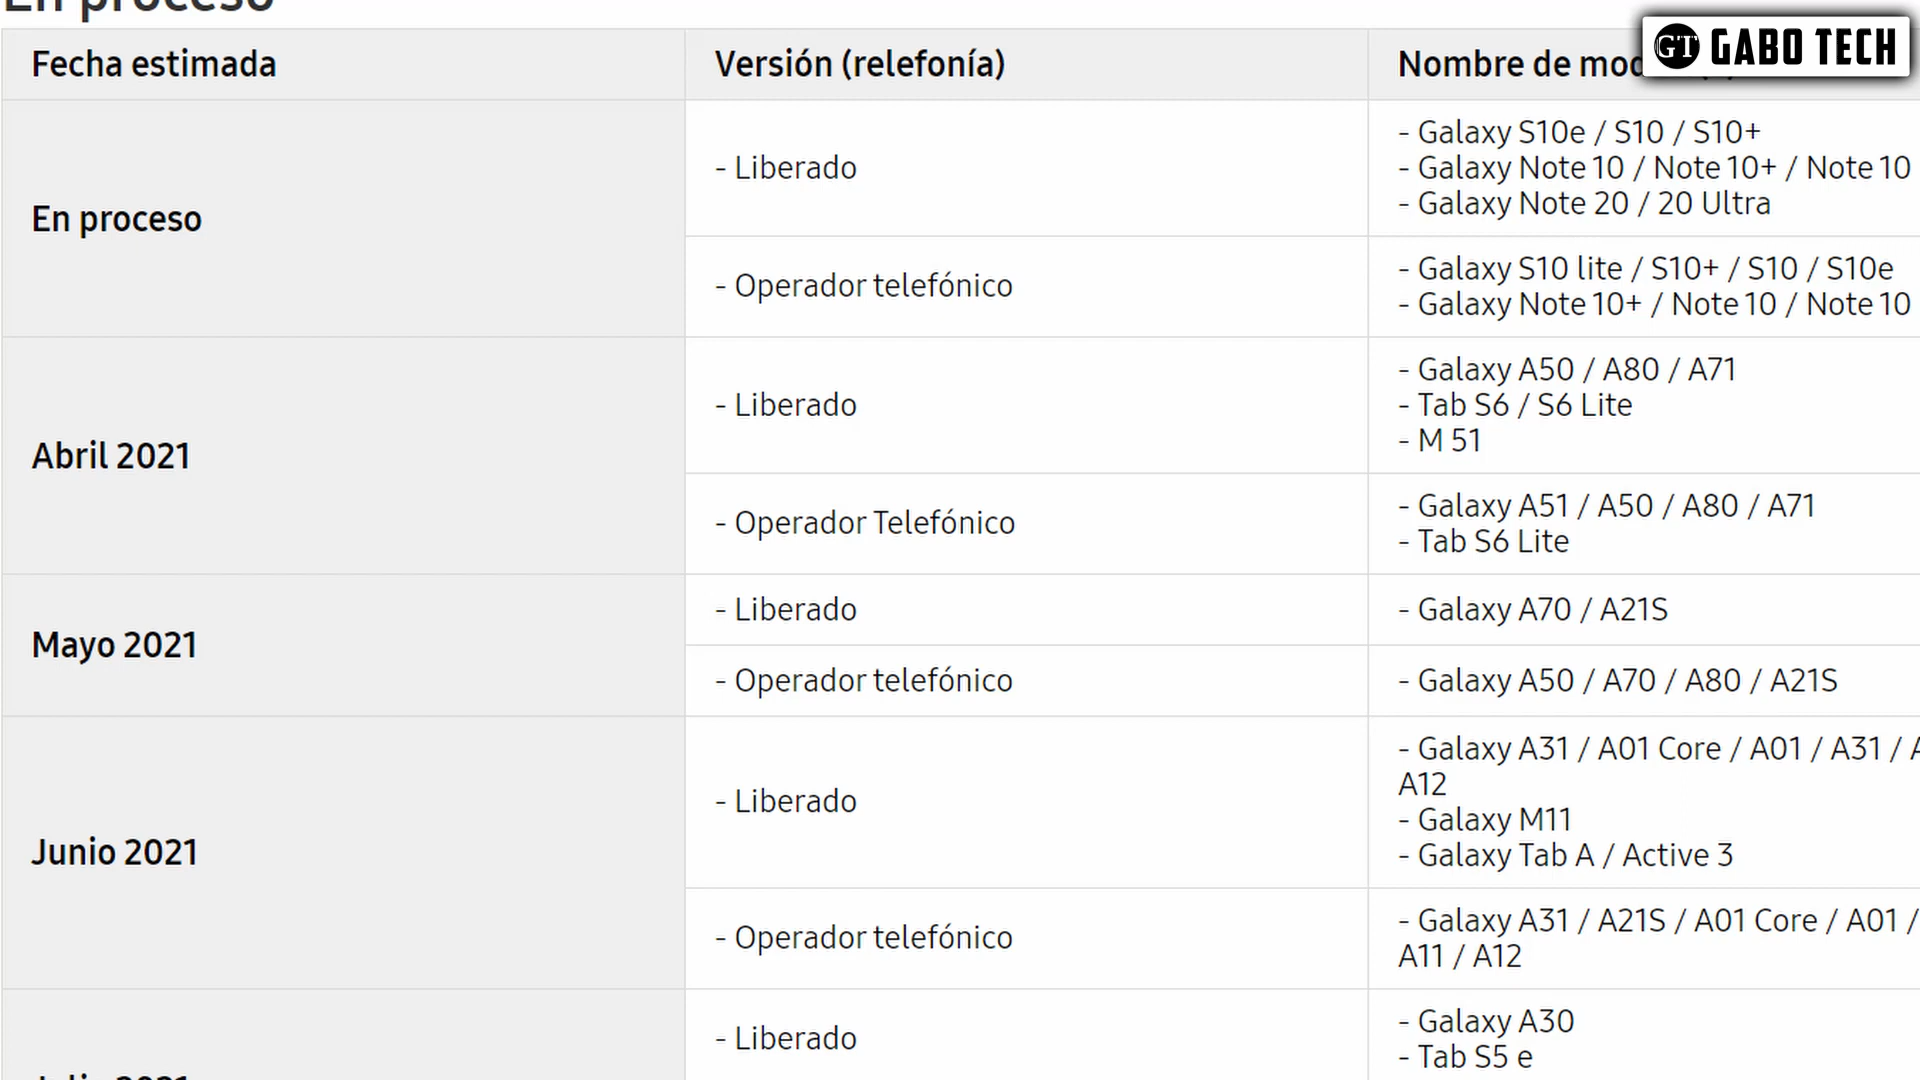 En proceso
Fecha estimada
Versión (relefonía)
Nombre de
GT GABO TECH
En proceso
- Liberado
- Galaxy S10e / S10 / S10+
- Galaxy Note 10 / Note 10+ / Note 10
- Galaxy Note 20 / 20 Ultra
- Operador telefónico
- Galaxy S10 lite / S10+ / S10 / S10e
- Galaxy Note 10+ / Note 10 / Note 10
Abril 2021
- Liberado
- Galaxy A50 / A80 / A71
- Tab S6 / S6 Lite
- M 51
- Operador Telefónico
- Galaxy A51 / A50 / A80 / A71
- Tab S6 Lite
Mayo 2021
- Liberado
- Galaxy A70 / A21S
- Operador telefónico
- Galaxy A50 / A70 / A80 / A21S
Junio 2021
- Liberado
- Galaxy A31 / A01 Core / A01 / A31 /
A12
- Galaxy M11
- Galaxy Tab A / Active 3
- Operador telefónico
- Galaxy A31 / A21S / A01 Core / A01 /
A11 / A12
- Liberado
- Galaxy A30
- Tab S5 e